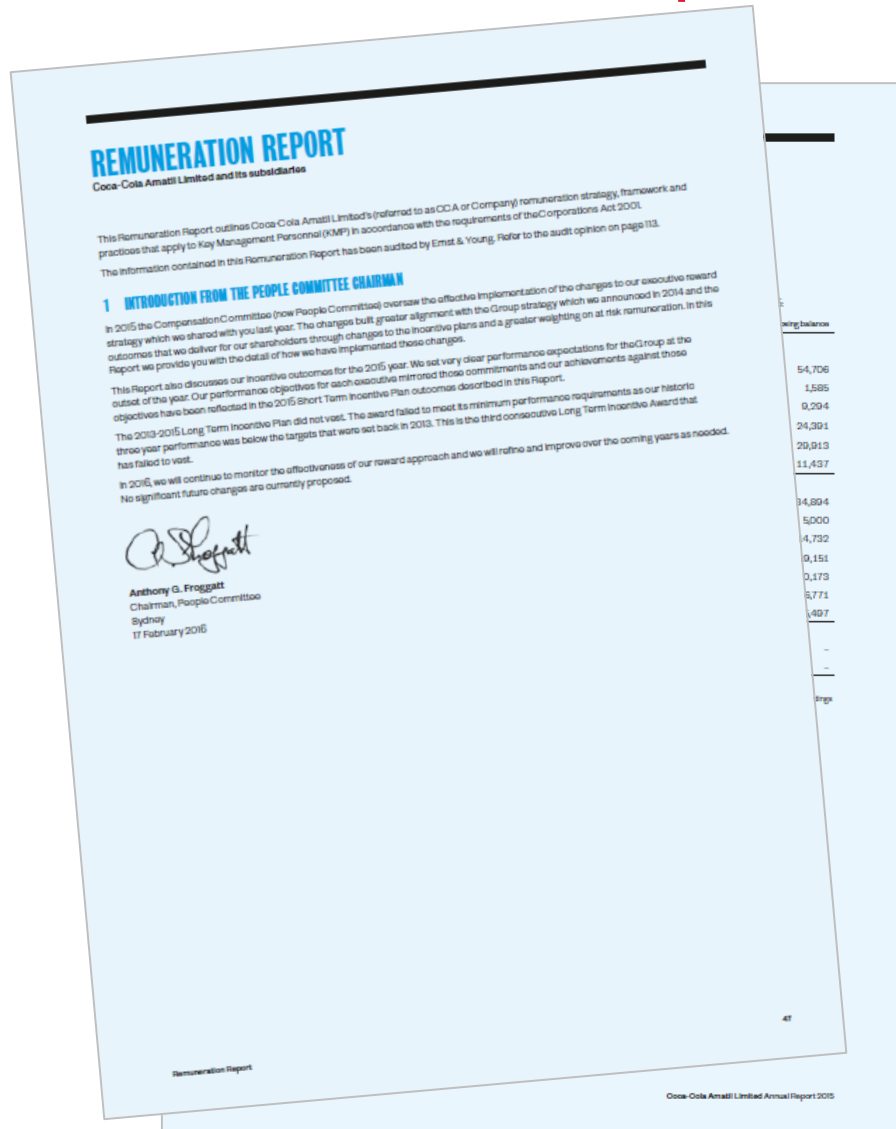 REMUNERATION REPORT
Coca-Cola Amatil Limited and its subsidiaries
This Remuneration Report outlines Coca-Cola Amatil Limited's (referred to as CCA or Company) remuneration strategy, framework and
practices that apply to Key Management Personnel (KMP) in accordance with the requirements of the Corporations Act 2001.
The information contained in this Remuneration Report has been audited by Ernst & Young. Refer to the audit opinion on page 113.
1 INTRODUCTION FROM THE PEOPLE COMMITTEE CHAIRMAN
In 2015 the Compensation Committee (now People Committee) oversaw the effective implementation of the changes to our executive reward
strategy which we shared with you last year. The changes built greater alignment with the Group strategy which we announced in 2014 and the
outcomes that we deliver for our shareholders through changes to the incentive plans and a greater weighting on at risk remuneration. In this
Report we provide you with the detail of how we have implemented these changes.
This Report also discusses our incentive outcomes for the 2015 year. We set very clear performance expectations for the Group at the
outset of the year. Our performance objectives for each executive mirrored those commitments and our achievements against those
objectives have been reflected in the 2015 Short Term Incentive Plan outcomes described in this Report.
The 2013-2015 Long Term Incentive Plan did not vest. The award failed to meet its minimum performance requirements as our historic
three year performance was below the targets that were set back in 2013. This is the third consecutive Long Term Incentive Award that
has failed to vest.
In 2016, we will continue to monitor the effectiveness of our reward approach and we will refine and improve over the coming years as needed.
No significant future changes are currently proposed.
Anthony G. Froggatt
Chairman, People Committee
Sydney
17 February 2016
Remuneration Report
47
balance
54,706
1,585
9,294
24,391
29,913
11,437
34,894
5,000
4,732
9,151
0,173
6,771
,497
–
–
Coca-Cola Amatil Limited Annual Report 2015